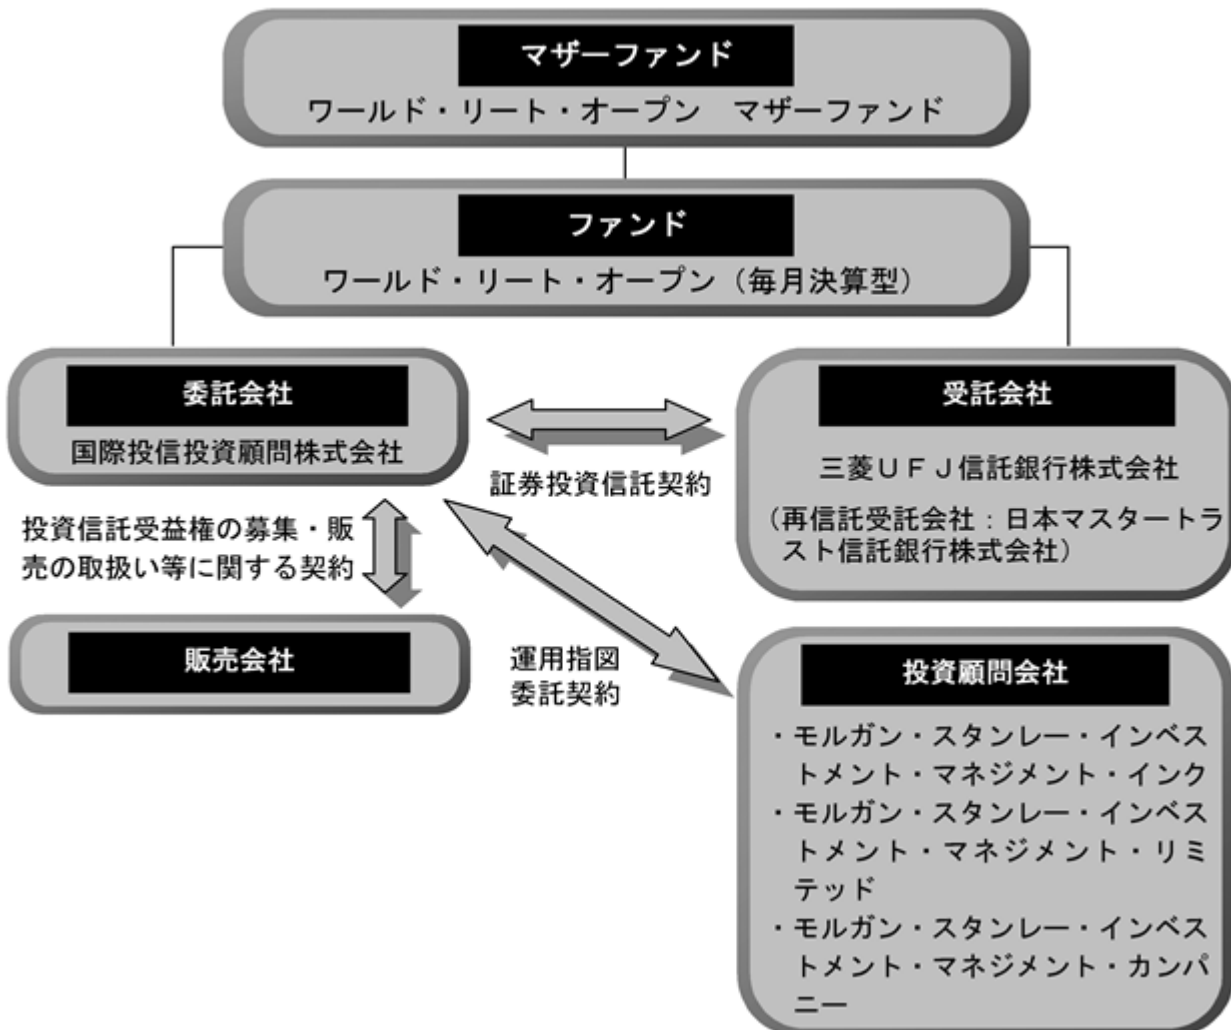 マザーファンド
ワールド・リート・オープン　マザーファンド
ファンド
ワールド・リート・オープン（毎月決算型）
委託会社
国際投信投資顧問株式会社
受託会社
三菱ＵＦＪ信託銀行株式会社
（再信託受託会社：日本マスタートラ
スト信託銀行株式会社）
証券投資信託契約
投資信託受益権の募集・販
売の取扱い等に関する契約
販売会社
運用指図
委託契約
投資顧問会社
・モルガン・スタンレー・インベス
トメント・マネジメント・インク
・モルガン・スタンレー・インベス
トメント・マネジメント・リミ
テッド
・モルガン・スタンレー・インベス
トメント・マネジメント・カンパ
ニー